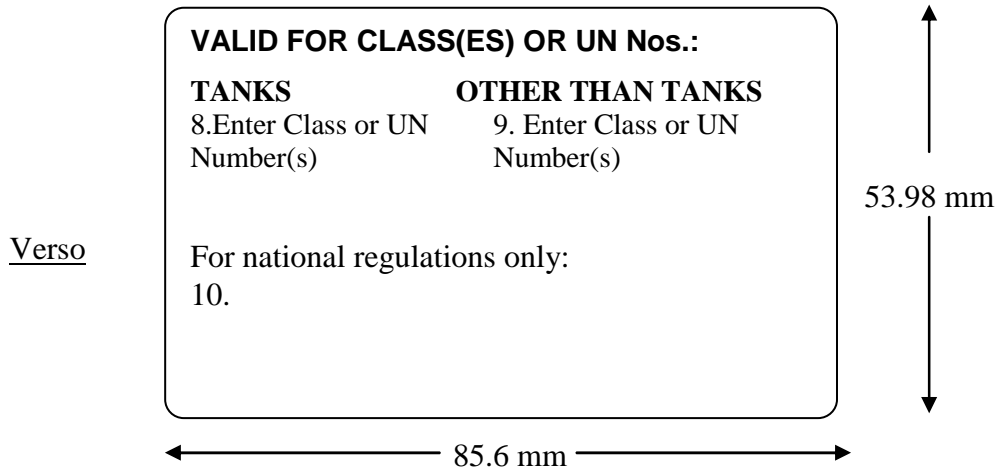 VALID FOR CLASS(ES) OR UN Nos.:
TANKS OTHER THAN TANKS
8.Enter Class or UN 9. Enter Class or UN
Number(s) Number(s)
53.98 mm
Verso
For national regulations only:
10.
85.6 mm